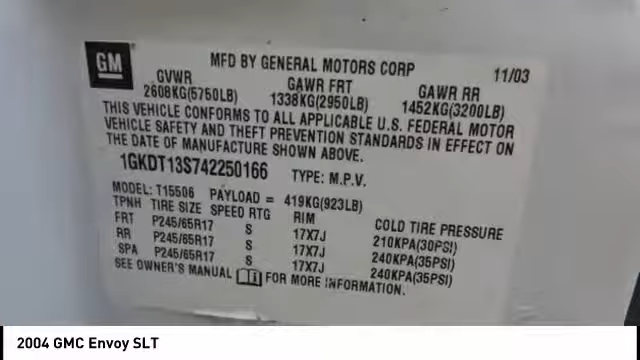 GM
MFD BY GENERAL MOTORS CORP 11/03
GVWR GAWR FRT GAWR RR
2608KG(5750LB) 1338KG(2950LB) 1452KG(3200LB)
THIS VEHICLE CONFORMS TO ALL APPLICABLE U.S. FEDERAL MOTOR
VEHICLE SAFETY AND THEFT PREVENTION STANDARDS IN EFFECT ON
THE DATE OF MANUFACTURE SHOWN ABOVE.
1GKDT13S742250166 TYPE: M.P.V.
MODEL: T15506 PAYLOAD = 419KG(923LB)
TPNH TIRE SIZE SPEED RTG RIM COLD TIRE PRESSURE
FRT P245/65R17 S 17X7J 210KPA(30PSI)
RR P245/65R17 S 17X7J 240KPA(35PSI)
SPA P245/65R17 S 17X7J 240KPA(35PSI)
SEE OWNER'S MANUAL FOR MORE INFORMATION.
2004 GMC Envoy SLT